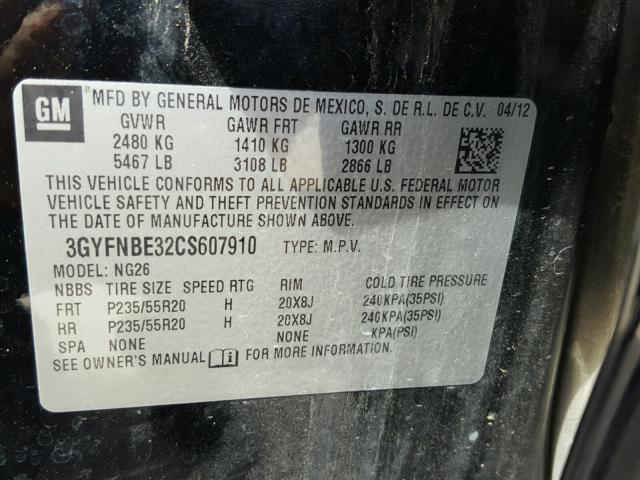 GM
MFD BY GENERAL MOTORS DE MEXICO, S. DE R.L. DE C.V. 04/12
GVWR GAWR FRT GAWR RR
2480 KG 1410 KG 1300 KG
5467 LB 3108 LB 2866 LB
THIS VEHICLE CONFORMS TO ALL APPLICABLE U.S. FEDERAL MOTOR
VEHICLE SAFETY AND THEFT PREVENTION STANDARDS IN EFFECT ON
THE DATE OF MANUFACTURE SHOWN ABOVE.
3GYFNBE32CS607910 TYPE: M.P.V.
MODEL: NG26
NBBS TIRE SIZE SPEED RTG RIM COLD TIRE PRESSURE
FRT P235/55R20 H 20X8J 240KPA(35PSI)
HR P235/55R20 H 20X8J 240KPA(35PSI)
SPA NONE NONE KPA(PSI)
SEE OWNER'S MANUAL FOR MORE INFORMATION.